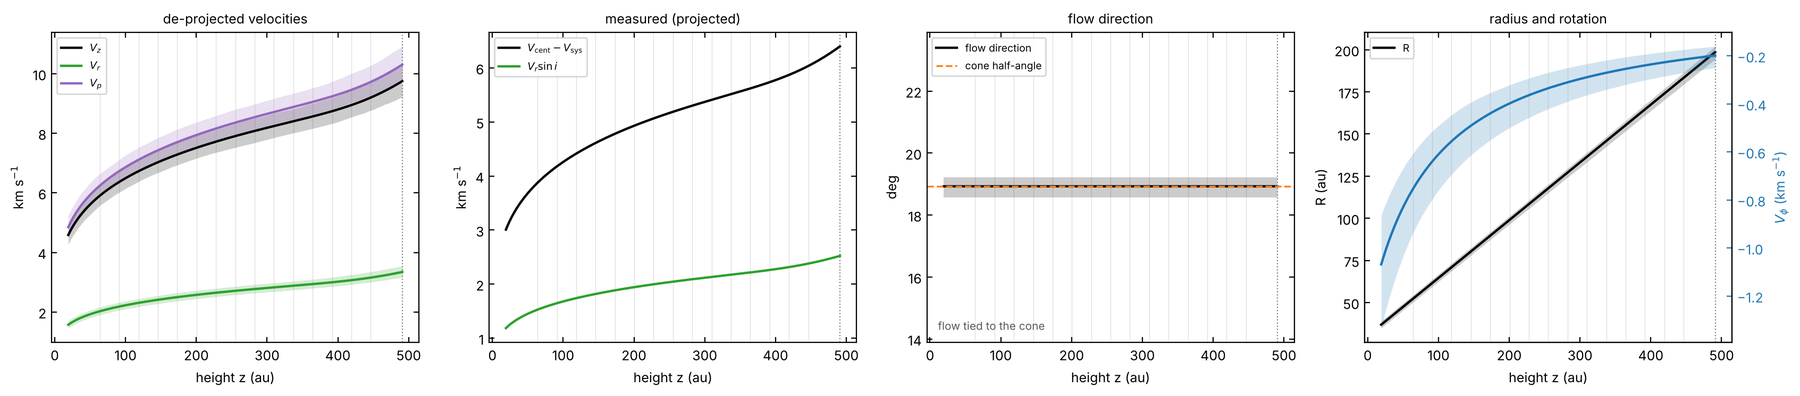 de-projected velocities
V_z
V_r
V_p
10
8
6
4
2
km s⁻¹
0 100 200 300 400 500
height z (au)
measured (projected)
V_cent − V_sys
V_r sin i
6
5
4
3
2
1
km s⁻¹
0 100 200 300 400 500
height z (au)
flow direction
flow direction
cone half-angle
22
20
18
16
14
deg
flow tied to the cone
0 100 200 300 400 500
height z (au)
radius and rotation
R
200
175
150
125
100
75
50
R (au)
−0.2
−0.4
−0.6
−0.8
−1.0
−1.2
V_ϕ (km s⁻¹)
0 100 200 300 400 500
height z (au)